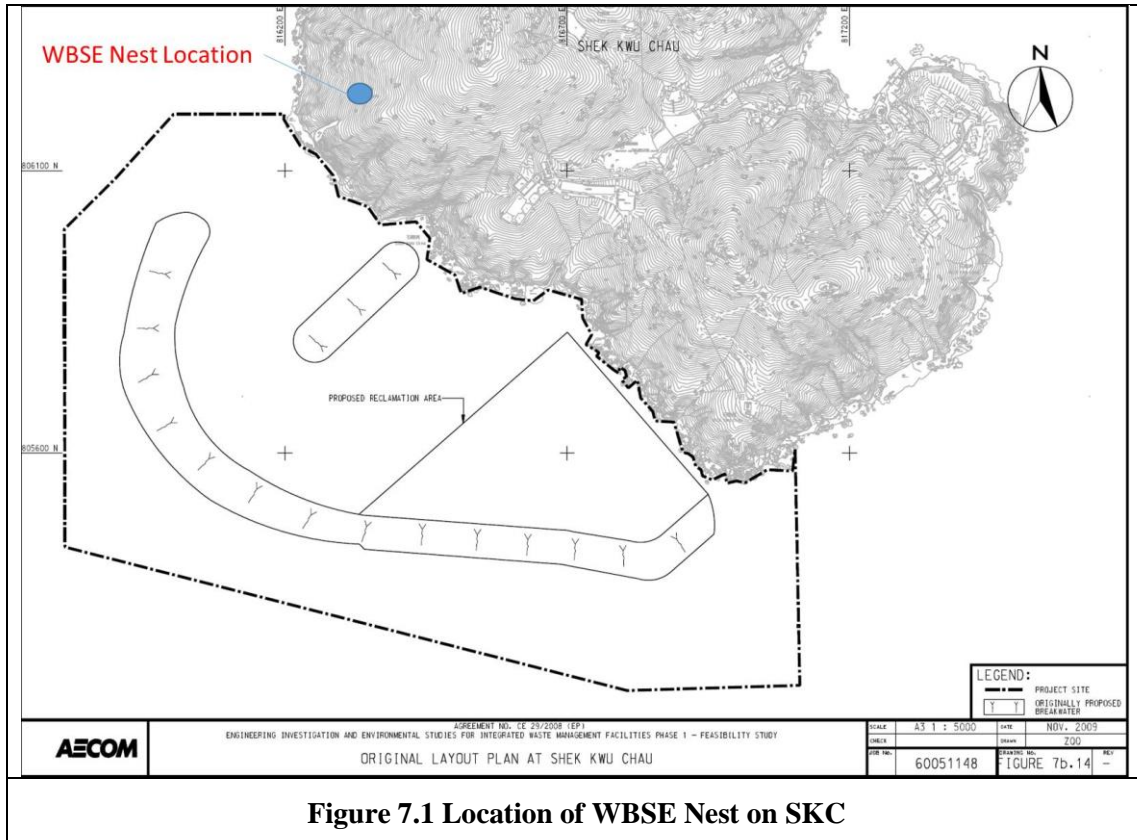 816200 E
816700 E
817200 E
SHEK KWU CHAU
WBSE Nest Location
N
806100 N
PROPOSED RECLAMATION AREA
805600 N
LEGEND:
PROJECT SITE
ORIGINALLY PROPOSED
BREAKWATER
AECOM
AGREEMENT NO. CE 29/2008 (EP)
ENGINEERING INVESTIGATION AND ENVIRONMENTAL STUDIES FOR INTEGRATED WASTE MANAGEMENT FACILITIES PHASE 1 - FEASIBILITY STUDY
ORIGINAL LAYOUT PLAN AT SHEK KWU CHAU
SCALE A3 1 : 5000 DATE NOV. 2009
CHECK DRAWN ZOO
JOB No. 60051148 DRAWING No. FIGURE 7b.14 REV -
Figure 7.1 Location of WBSE Nest on SKC